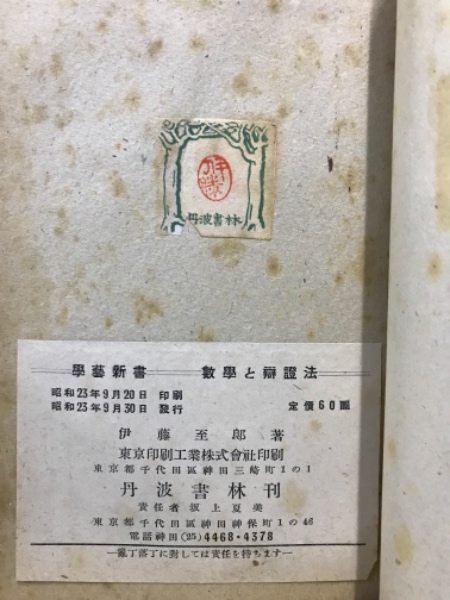 丹波書林
學藝新書 數學と辯證法
昭和23年9月20日 印刷
昭和23年9月30日 發行 定價60圓
伊藤至郎著
東京印刷工業株式會社印刷
東京都千代田區神田三崎町1の1
丹波書林刊
責任者坂上夏美
東京都千代田區神田神保町1の46
電話神田(25)4468・4378
―亂丁落丁に對しては責任を持ちます―